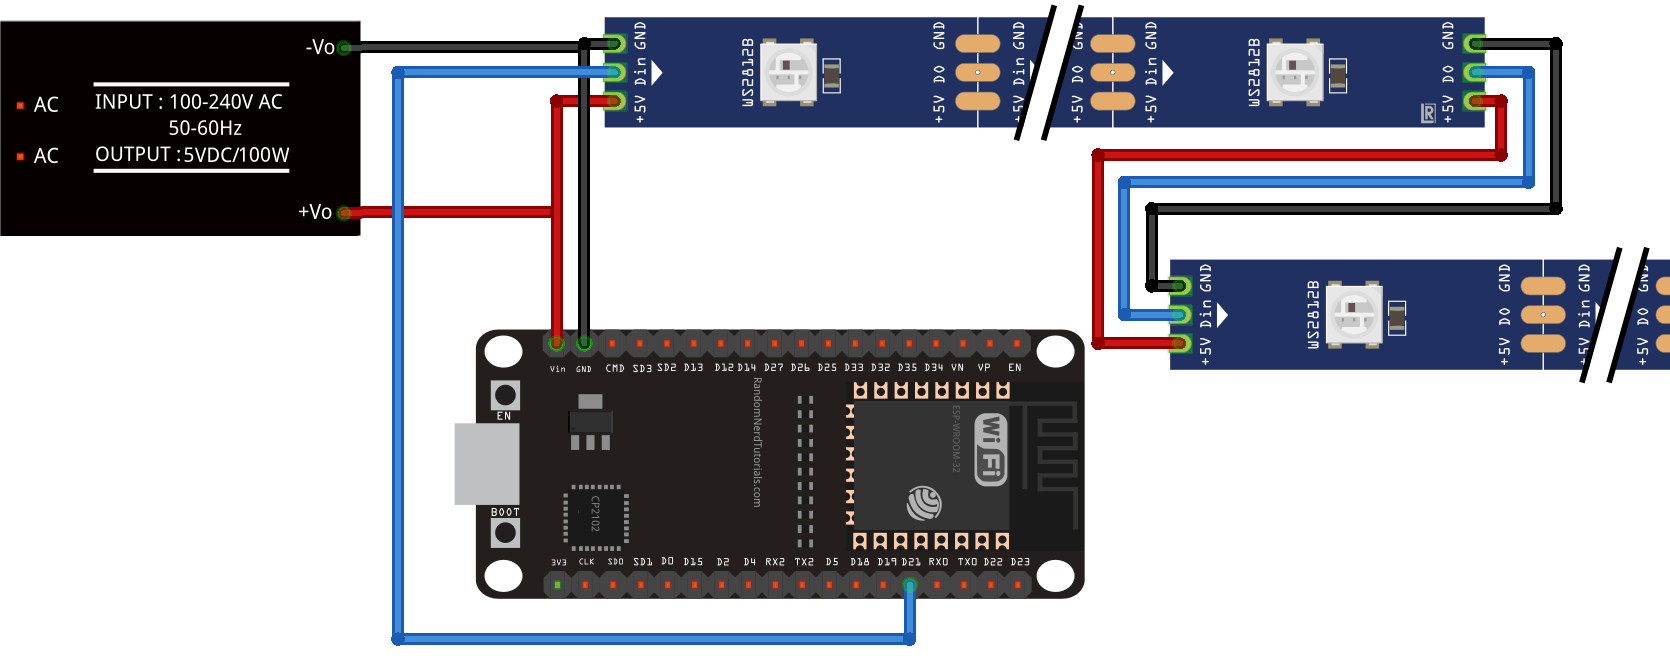 -Vo
AC
INPUT : 100-240V AC
50-60Hz
AC
OUTPUT : 5VDC/100W
+Vo
GND
Din
+5V
WS2812B
GND
DO
+5V
GND
Din
+5V
GND
DO
+5V
GND
Din
+5V
WS2812B
R
GND
DO
+5V
GND
Din
+5V
WS2812B
GND
DO
+5V
GND
Din
+5V
GND
DO
+5V
Vin GND CMD SD3 SD2 D13 D12 D14 D27 D26 D25 D33 D32 D35 D34 VN VP EN
EN
RandomNerdTutorials.com
ESP-WROOM-32
WiFi
BOOT
CP2102
3V3 CLK SD0 SD1 D0 D15 D2 D4 RX2 TX2 D5 D18 D19 D21 RX0 TX0 D22 D23